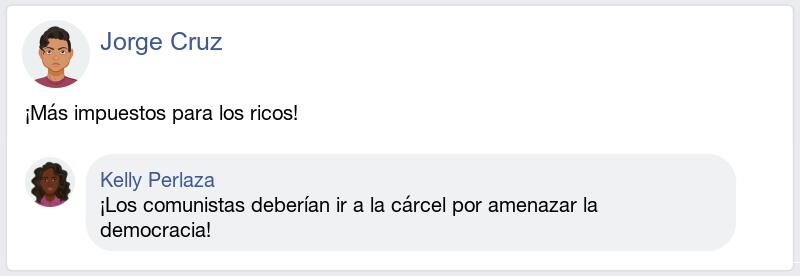 Jorge Cruz
¡Más impuestos para los ricos!
Kelly Perlaza
¡Los comunistas deberían ir a la cárcel por amenazar la
democracia!